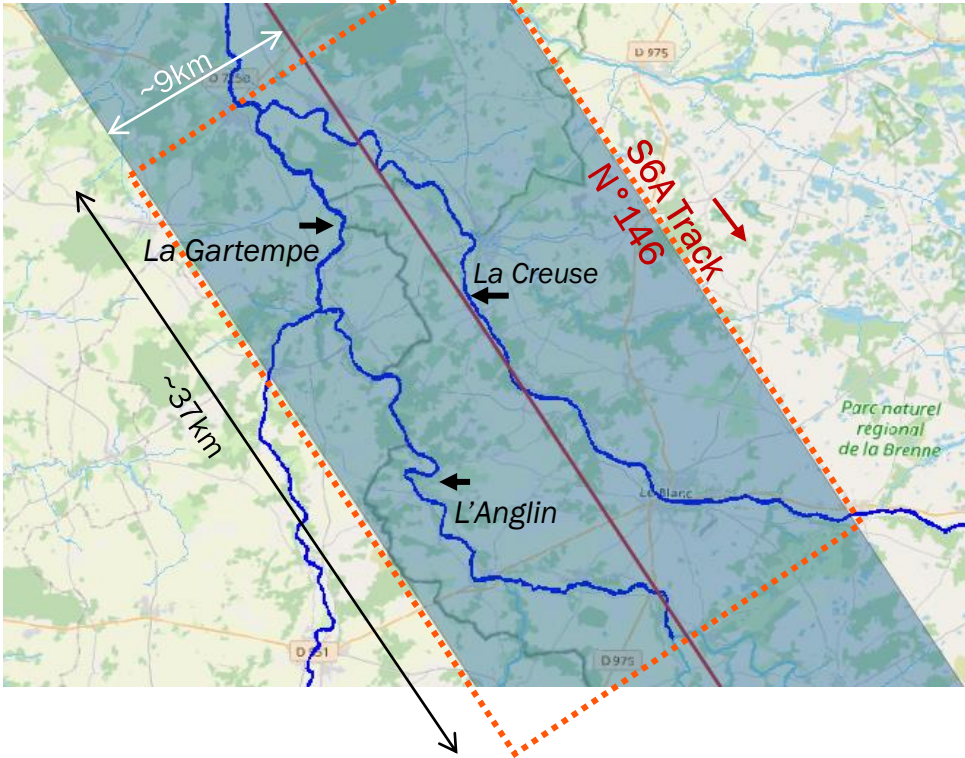 D 975
~9km
S6A Track
N°146
La Gartempe
La Creuse
~37km
Parc naturel
régional
de la Brenne
Le Blanc
L'Anglin
D 975